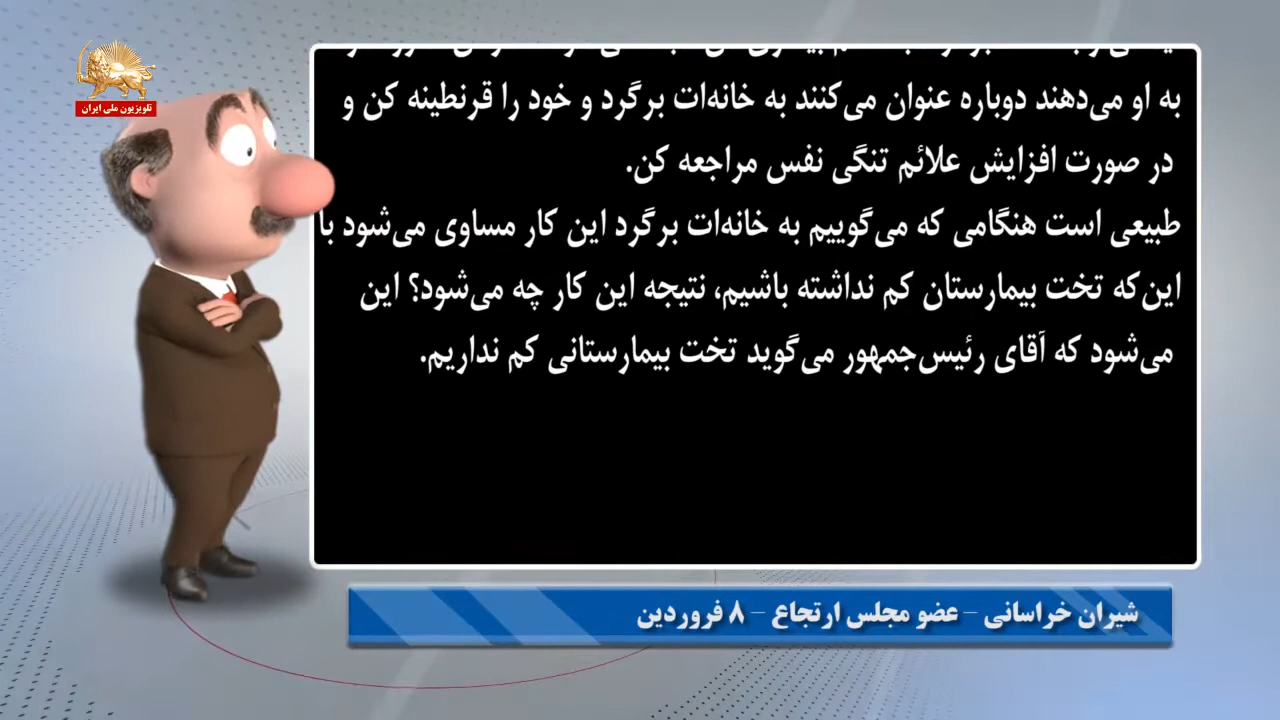 تلویزیون ملی ایران
به او می‌دهند دوباره عنوان می‌کنند به خانه‌ات برگرد و خود را قرنطینه کن و
در صورت افزایش علائم تنگی نفس مراجعه کن.
طبیعی است هنگامی که می‌گوییم به خانه‌ات برگرد این کار مساوی می‌شود با
این‌که تخت بیمارستان کم نداشته باشیم، نتیجه این کار چه می‌شود؟ این
می‌شود که آقای رئیس‌جمهور می‌گوید تخت بیمارستانی کم نداریم.
شیران خراسانی – عضو مجلس ارتجاع – ۸ فروردین